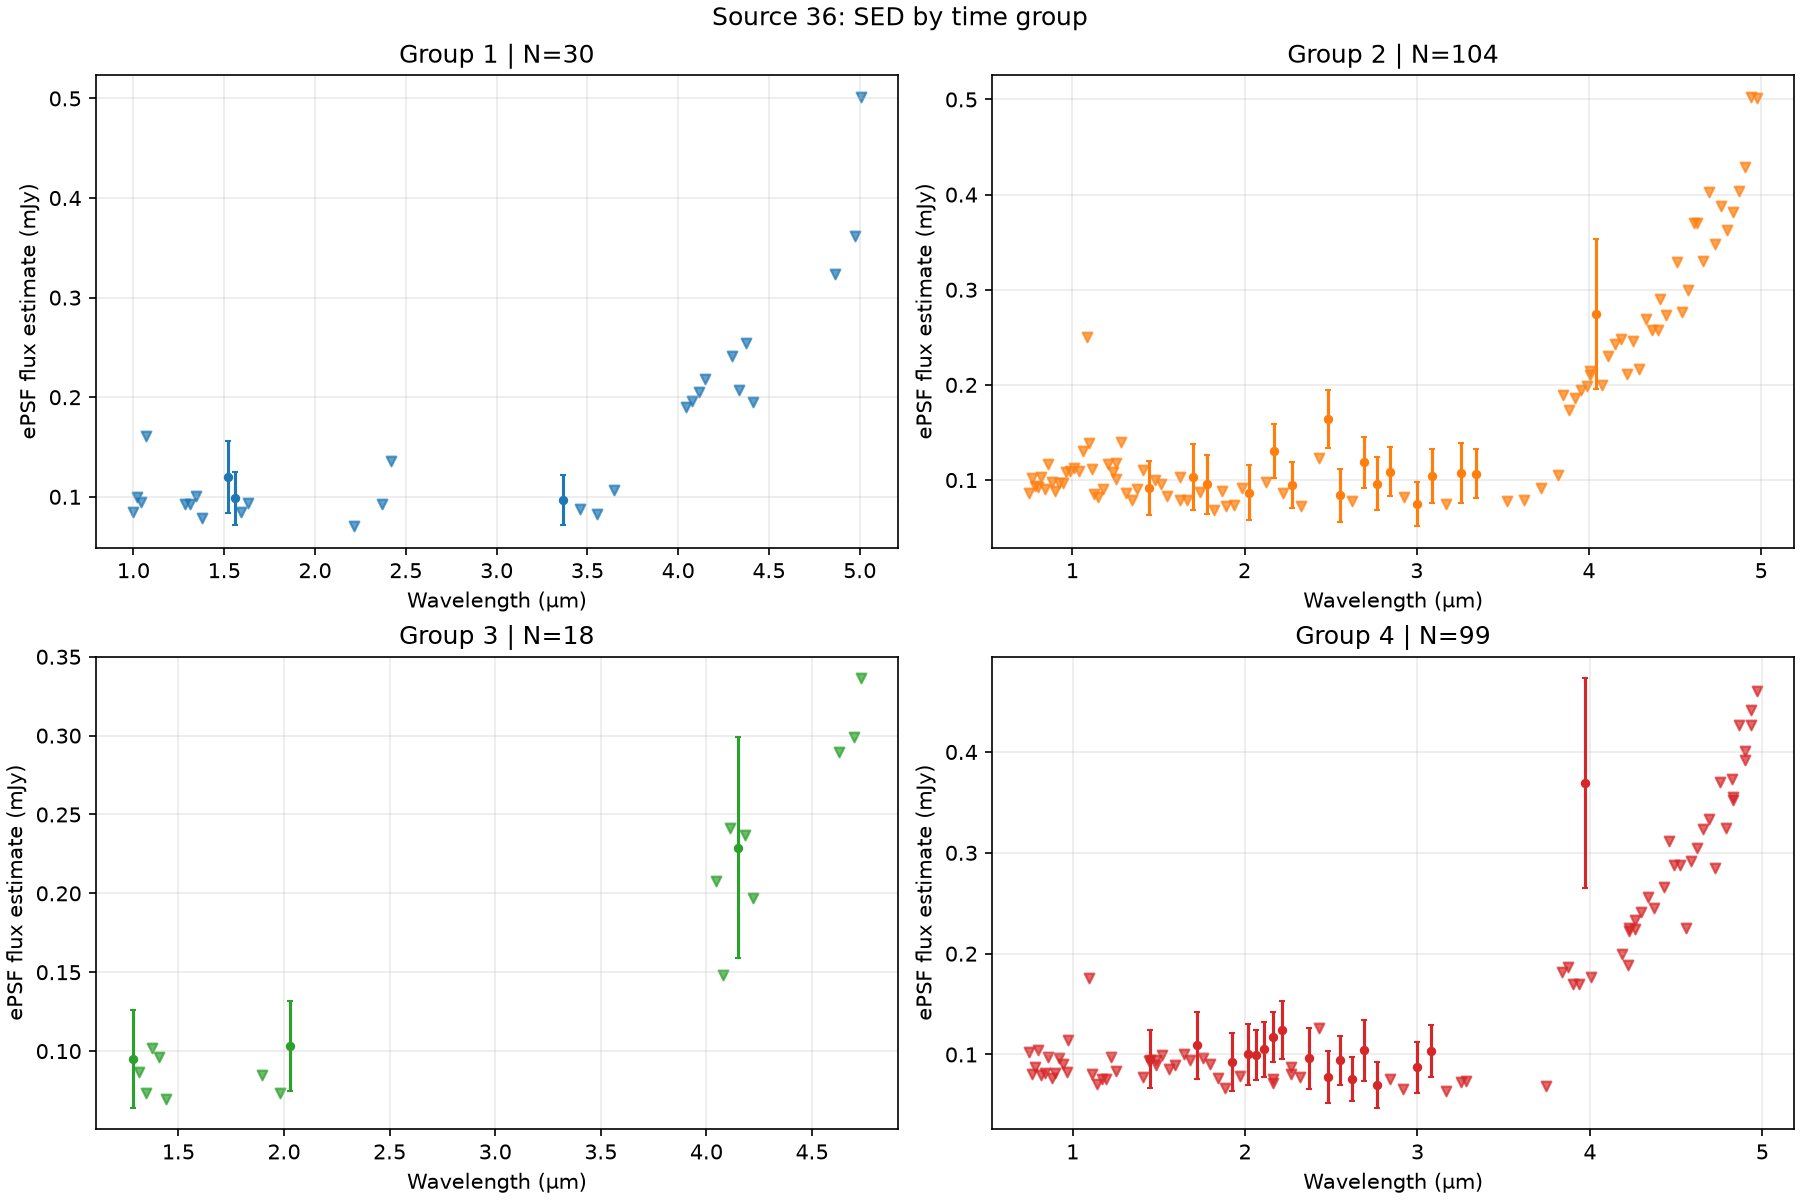 Source 36: SED by time group
Group 1 | N=30
ePSF flux estimate (mJy)
0.5
0.4
0.3
0.2
0.1
1.0 1.5 2.0 2.5 3.0 3.5 4.0 4.5 5.0
Wavelength (μm)
Group 2 | N=104
ePSF flux estimate (mJy)
0.5
0.4
0.3
0.2
0.1
1 2 3 4 5
Wavelength (μm)
Group 3 | N=18
ePSF flux estimate (mJy)
0.35
0.30
0.25
0.20
0.15
0.10
1.5 2.0 2.5 3.0 3.5 4.0 4.5
Wavelength (μm)
Group 4 | N=99
ePSF flux estimate (mJy)
0.4
0.3
0.2
0.1
1 2 3 4 5
Wavelength (μm)